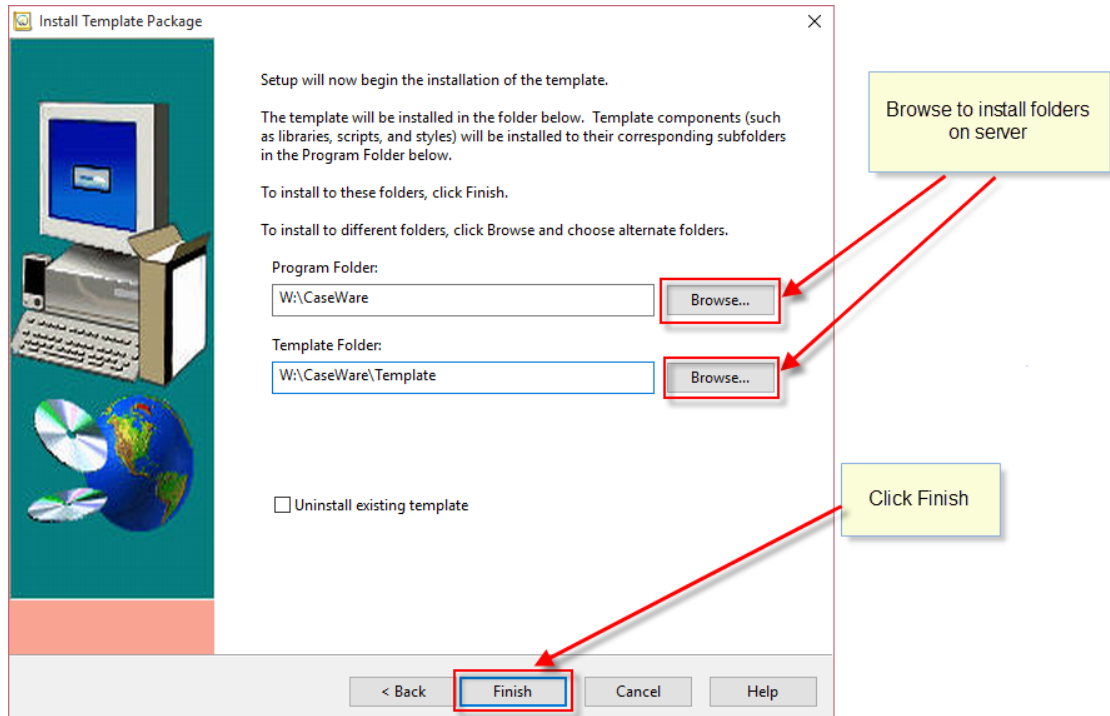 Install Template Package
Setup will now begin the installation of the template.
The template will be installed in the folder below.  Template components (such
as libraries, scripts, and styles) will be installed to their corresponding subfolders
in the Program Folder below.
To install to these folders, click Finish.
To install to different folders, click Browse and choose alternate folders.
Program Folder:
W:\CaseWare
Browse...
Template Folder:
W:\CaseWare\Template
Browse...
Uninstall existing template
< Back
Finish
Cancel
Help
Browse to install folders
on server
Click Finish